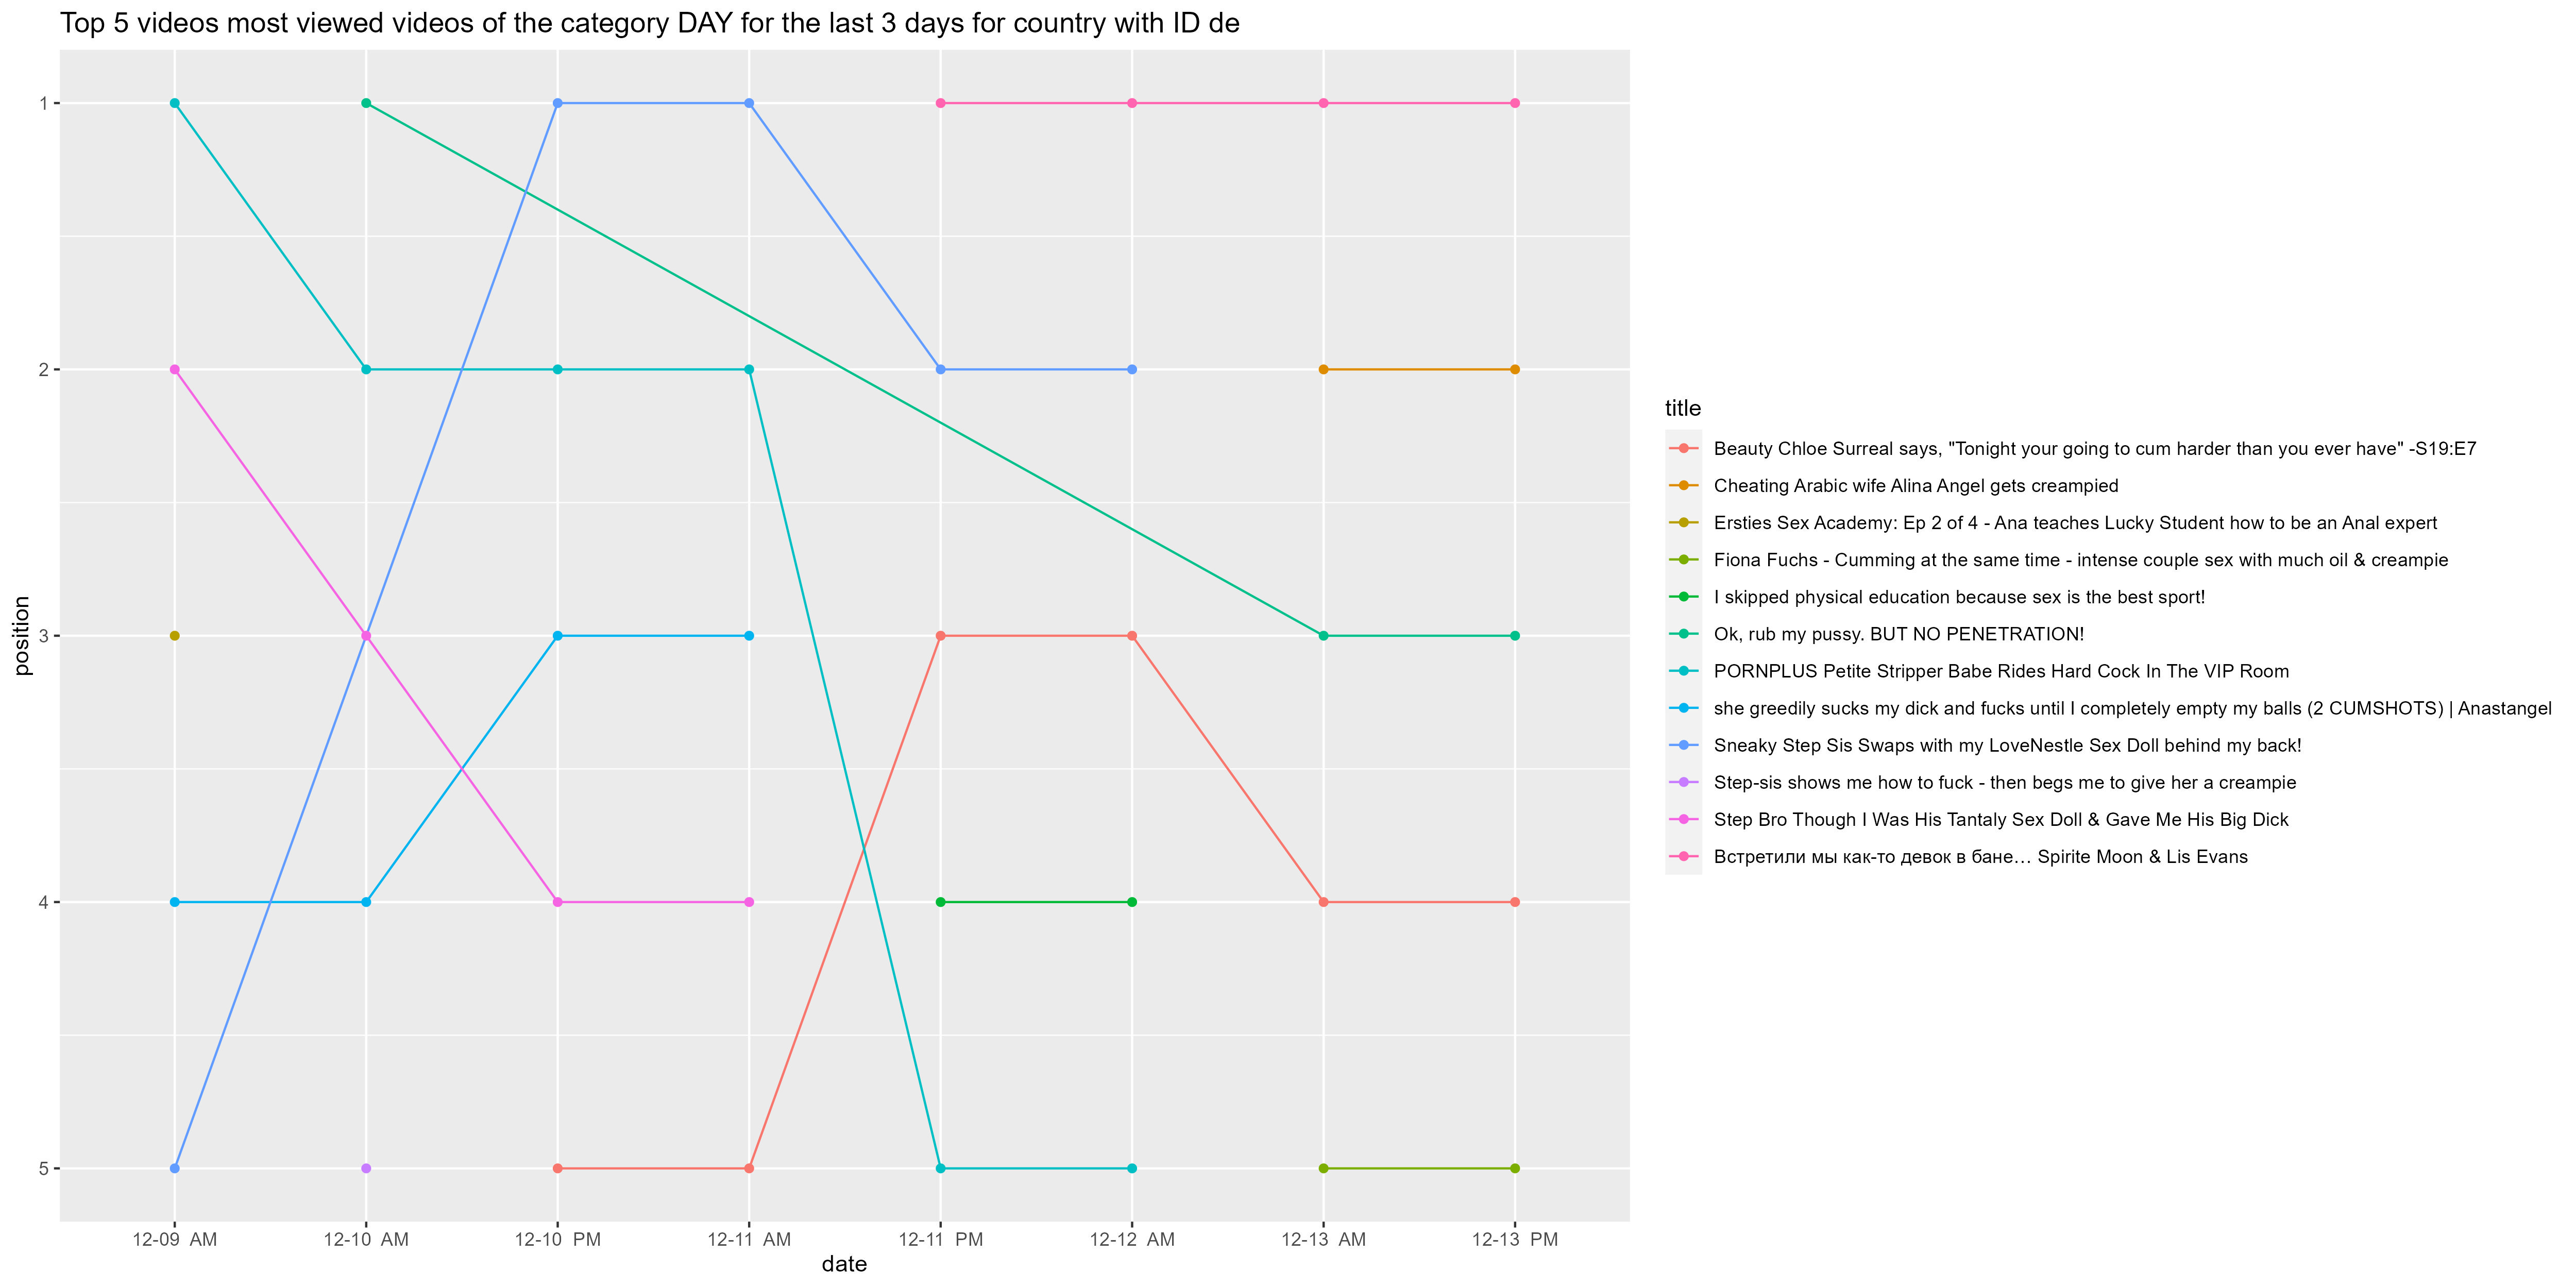 Top 5 videos most viewed videos of the category DAY for the last 3 days for country with ID de
position
1
2
3
4
5
12-09 AM
12-10 AM
12-10 PM
12-11 AM
12-11 PM
12-12 AM
12-13 AM
12-13 PM
date
title
Beauty Chloe Surreal says, "Tonight your going to cum harder than you ever have" -S19:E7
Cheating Arabic wife Alina Angel gets creampied
Ersties Sex Academy: Ep 2 of 4 - Ana teaches Lucky Student how to be an Anal expert
Fiona Fuchs - Cumming at the same time - intense couple sex with much oil & creampie
I skipped physical education because sex is the best sport!
Ok, rub my pussy. BUT NO PENETRATION!
PORNPLUS Petite Stripper Babe Rides Hard Cock In The VIP Room
she greedily sucks my dick and fucks until I completely empty my balls (2 CUMSHOTS) | Anastangel
Sneaky Step Sis Swaps with my LoveNestle Sex Doll behind my back!
Step-sis shows me how to fuck - then begs me to give her a creampie
Step Bro Though I Was His Tantaly Sex Doll & Gave Me His Big Dick
Встретили мы как-то девок в бане… Spirite Moon & Lis Evans